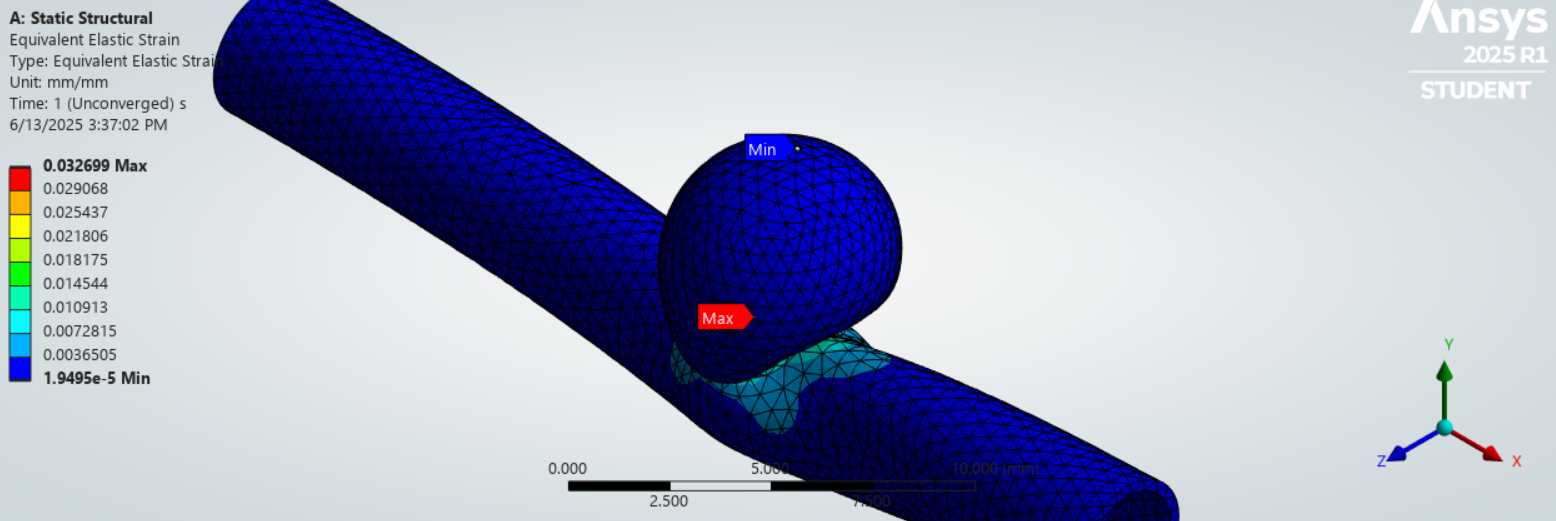 A: Static Structural
Equivalent Elastic Strain
Type: Equivalent Elastic Strain
Unit: mm/mm
Time: 1 (Unconverged) s
6/13/2025 3:37:02 PM
0.032699 Max
0.029068
0.025437
0.021806
0.018175
0.014544
0.010913
0.0072815
0.0036505
1.9495e-5 Min
Ansys
2025 R1
STUDENT
Min
Max
0.000 5.000 10.000 (mm)
2.500 7.500
Y
Z X